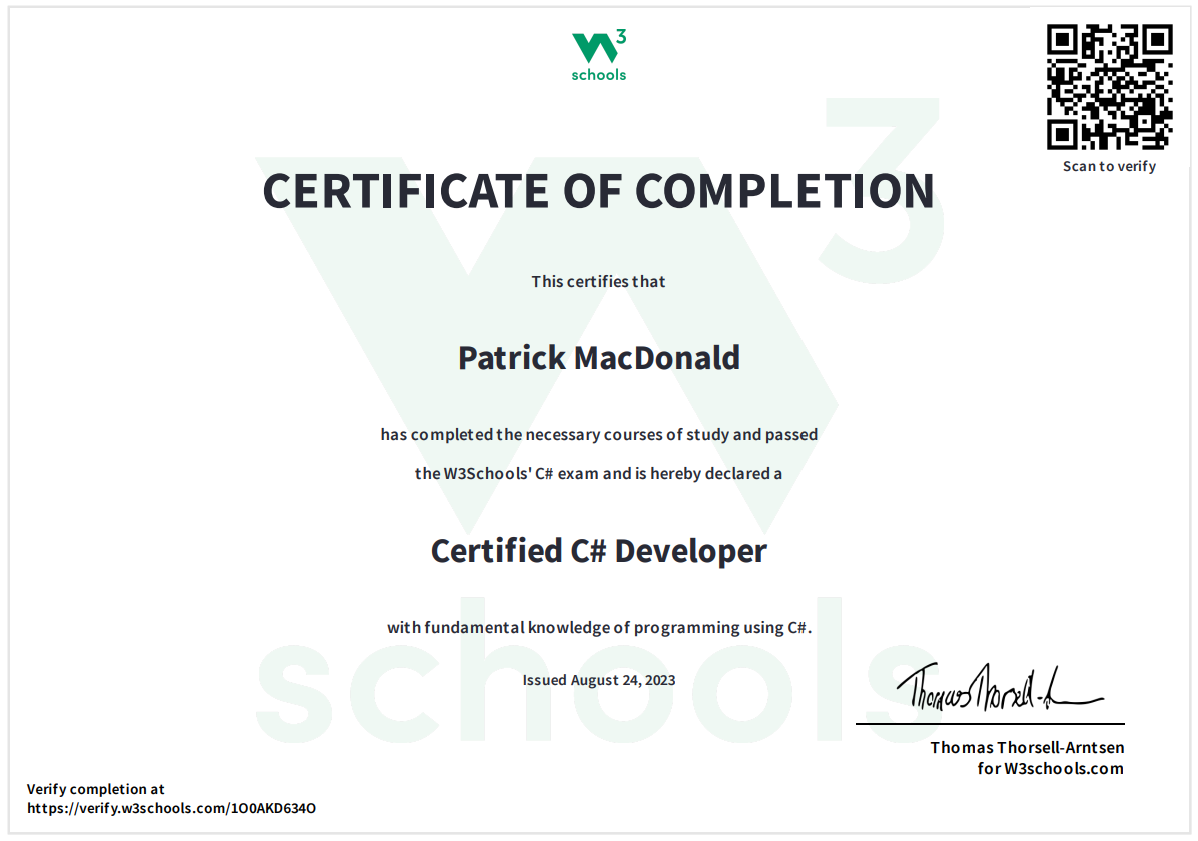 W3
schools
Scan to verify
CERTIFICATE OF COMPLETION
This certifies that
Patrick MacDonald
has completed the necessary courses of study and passed
the W3Schools' C# exam and is hereby declared a
Certified C# Developer
with fundamental knowledge of programming using C#.
Issued August 24, 2023
Thomas Thorsell-A
Thomas Thorsell-Arntsen
for W3schools.com
Verify completion at
https://verify.w3schools.com/1O0AKD634O
W3
schools